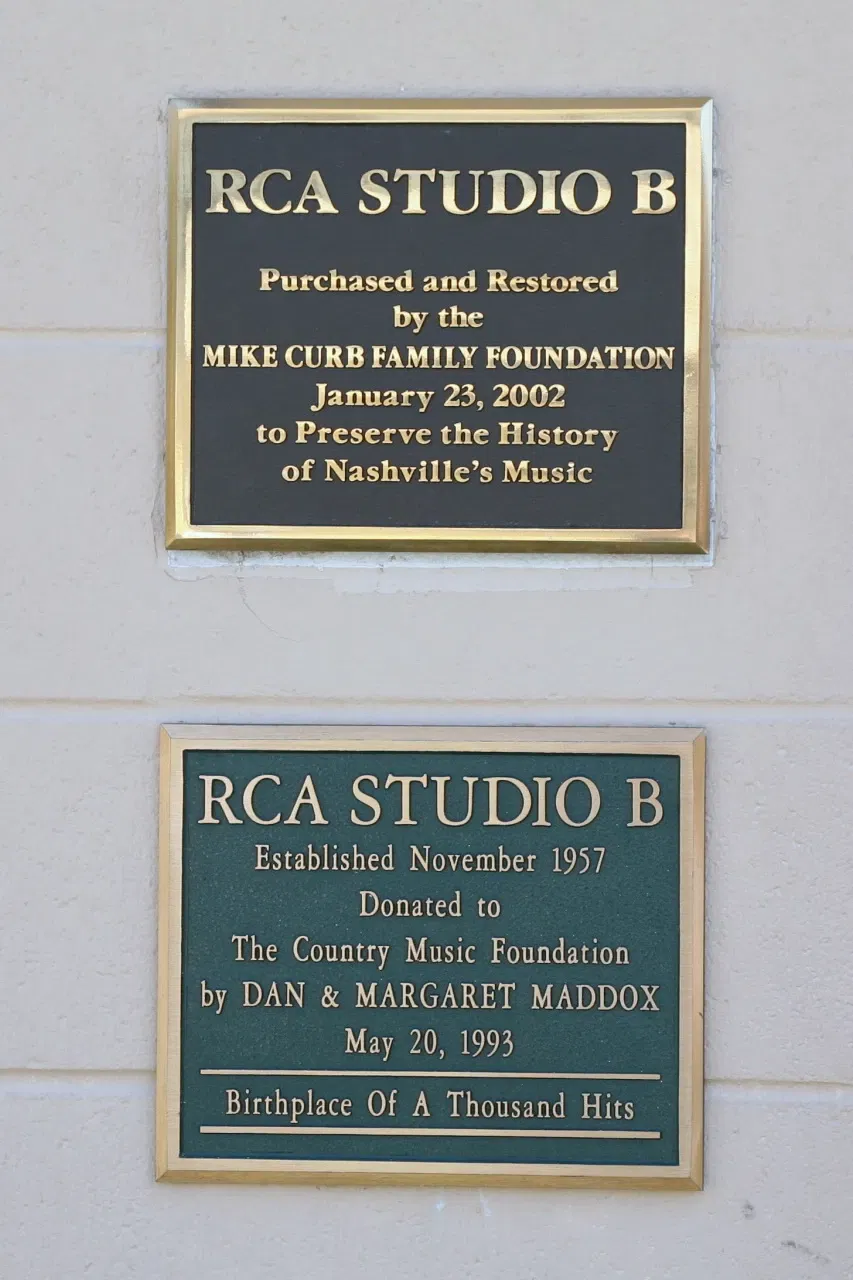 RCA STUDIO B
Purchased and Restored
by the
MIKE CURB FAMILY FOUNDATION
January 23, 2002
to Preserve the History
of Nashville's Music
RCA STUDIO B
Established November 1957
Donated to
The Country Music Foundation
by DAN & MARGARET MADDOX
May 20, 1993
Birthplace Of A Thousand Hits